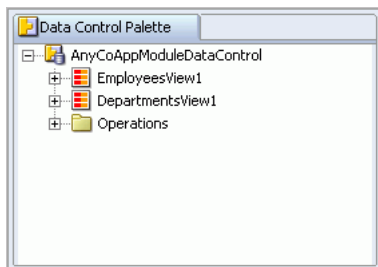 Data Control Palette
AnyCoAppModuleDataControl
EmployeesView1
DepartmentsView1
Operations